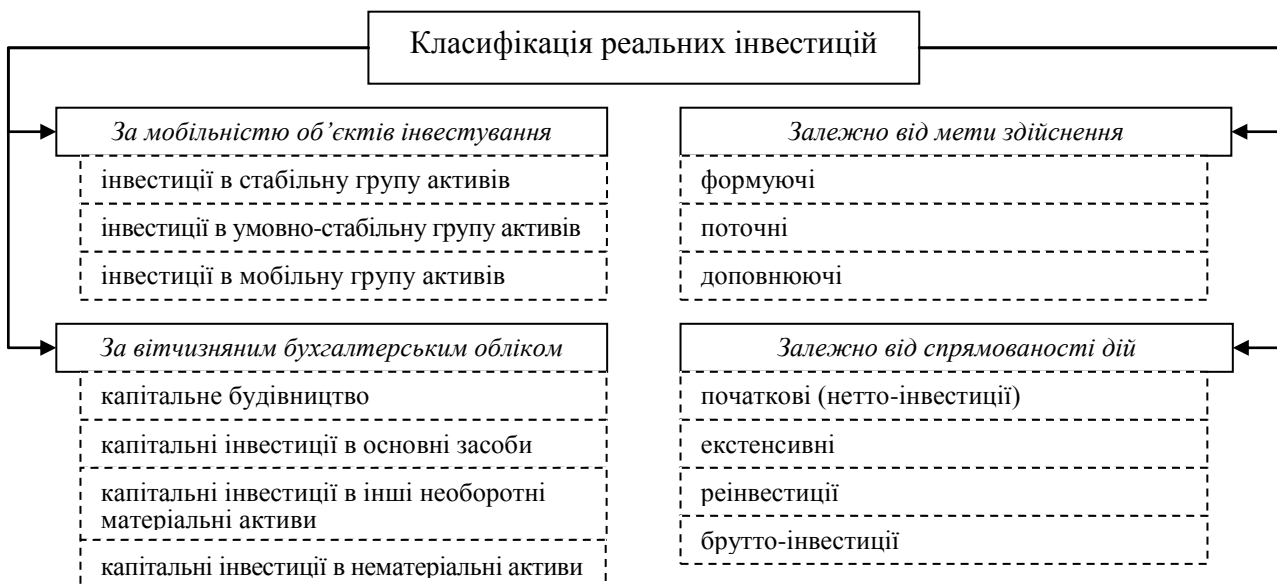 Класифікація реальних інвестицій
За мобільністю об’єктів інвестування
інвестиції в стабільну групу активів
інвестиції в умовно-стабільну групу активів
інвестиції в мобільну групу активів
Залежно від мети здійснення
формуючі
поточні
доповнюючі
За вітчизняним бухгалтерським обліком
капітальне будівництво
капітальні інвестиції в основні засоби
капітальні інвестиції в інші необоротні
матеріальні активи
капітальні інвестиції в нематеріальні активи
Залежно від спрямованості дій
початкові (нетто-інвестиції)
екстенсивні
реінвестиції
брутто-інвестиції